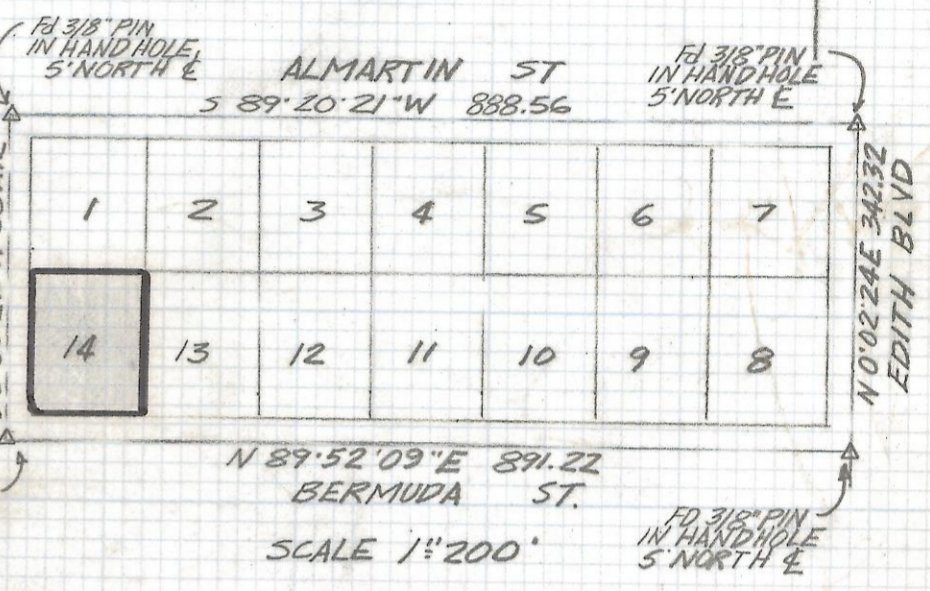 Fd 3/8" PIN
IN HAND HOLE
5' NORTH ℄
ALMARTIN ST
S 89·20·21"W 888.56
Fd 3/8" PIN
IN HAND HOLE
5' NORTH ℄
1 2 3 4 5 6 7
14 13 12 11 10 9 8
N 0°02'24E 342.32
EDITH BLVD
N 89·52'09"E 891.22
BERMUDA ST.
SCALE 1"=200'
FD 3/8" PIN
IN HANDHOLE
5' NORTH ℄